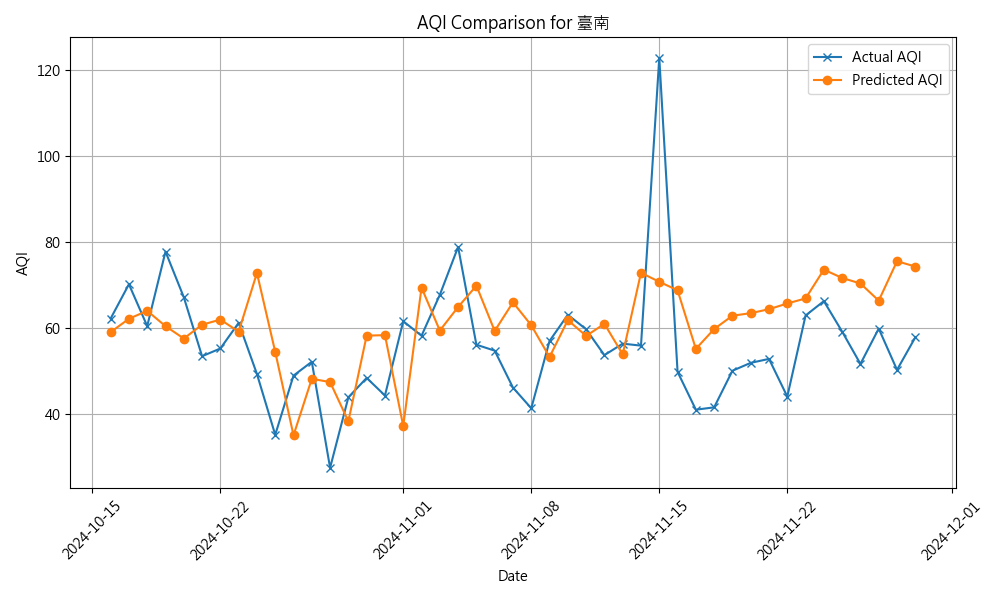 AQI Comparison for 臺南
Actual AQI
Predicted AQI
AQI
120
100
80
60
40
2024-10-15
2024-10-22
2024-11-01
2024-11-08
2024-11-15
2024-11-22
2024-12-01
Date